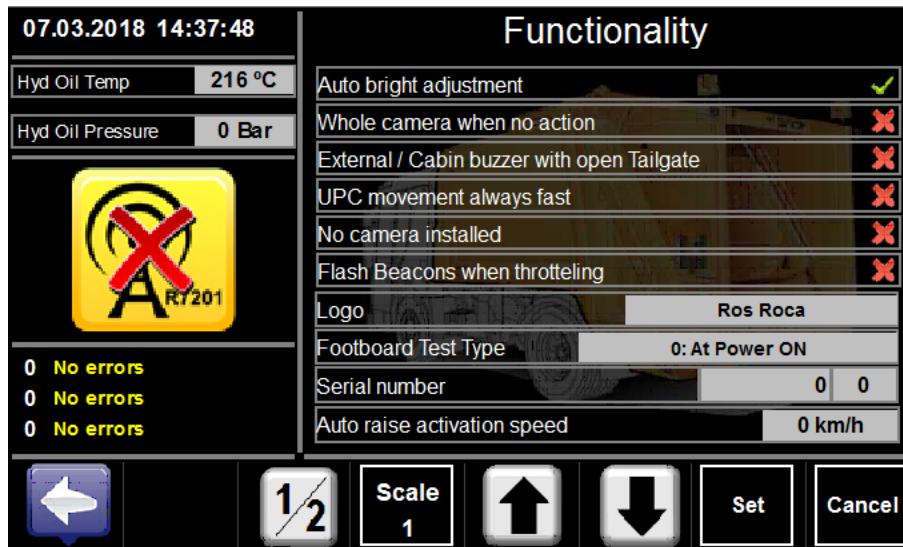 07.03.2018 14:37:48
Hyd Oil Temp 216 ºC
Hyd Oil Pressure 0 Bar
R7201
0 No errors
0 No errors
0 No errors
Functionality
Auto bright adjustment
Whole camera when no action
External / Cabin buzzer with open Tailgate
UPC movement always fast
No camera installed
Flash Beacons when throtteling
Logo Ros Roca
Footboard Test Type 0: At Power ON
Serial number 0 0
Auto raise activation speed 0 km/h
1/2
Scale
1
Set
Cancel